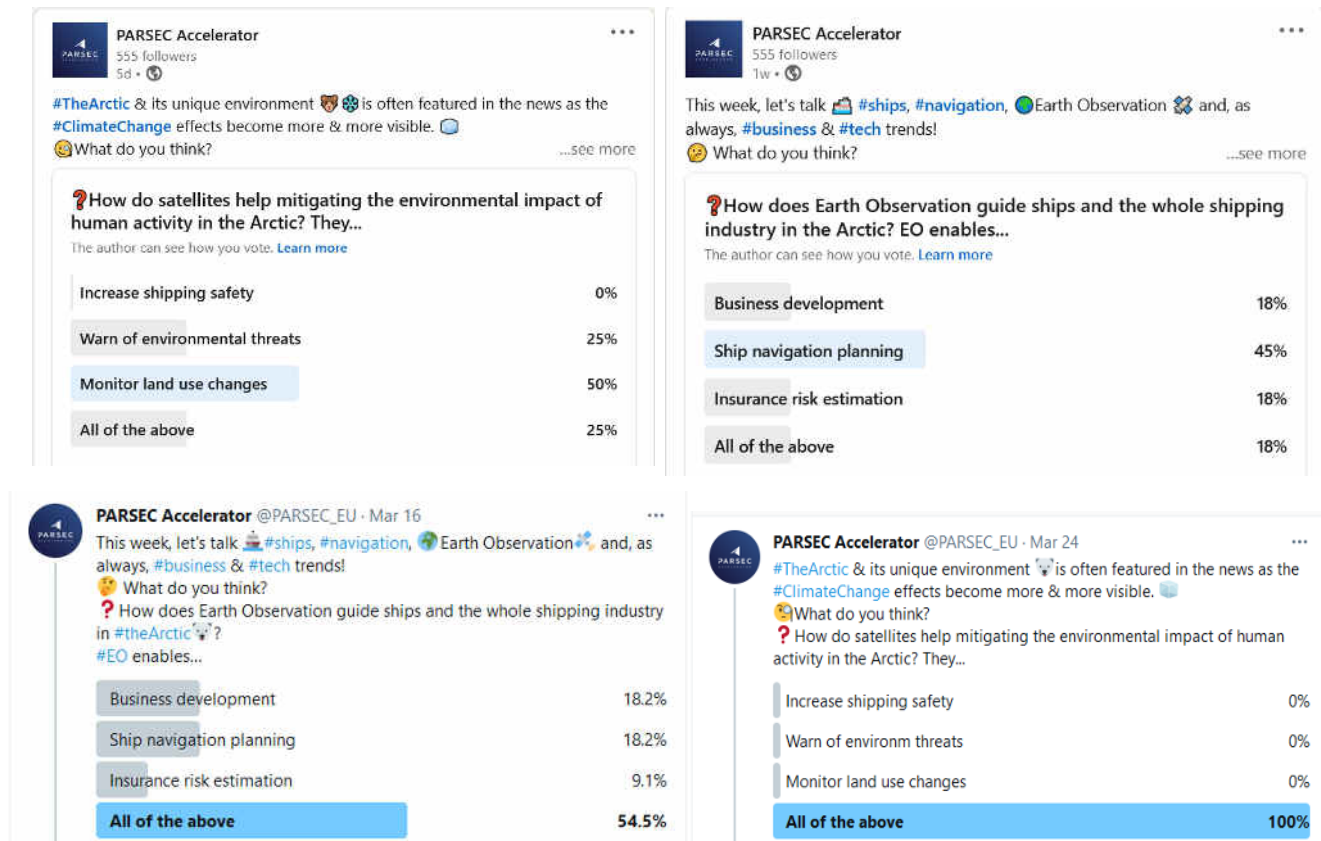 PARSEC
PARSEC Accelerator
555 followers
5d •
#TheArctic & its unique environment 🐻❄️is often featured in the news as the
#ClimateChange effects become more & more visible. 🧊
🧐What do you think?
...see more
❓How do satellites help mitigating the environmental impact of
human activity in the Arctic? They...
The author can see how you vote. Learn more
Increase shipping safety 0%
Warn of environmental threats 25%
Monitor land use changes 50%
All of the above 25%
PARSEC
PARSEC Accelerator
555 followers
1w •
This week, let's talk 🚢 #ships, #navigation, 🌍Earth Observation 🛰️ and, as
always, #business & #tech trends!
🤔 What do you think?
...see more
❓How does Earth Observation guide ships and the whole shipping
industry in the Arctic? EO enables...
The author can see how you vote. Learn more
Business development 18%
Ship navigation planning 45%
Insurance risk estimation 18%
All of the above 18%
PARSEC
PARSEC Accelerator @PARSEC_EU · Mar 16
This week, let's talk 🚢#ships, #navigation, 🌍Earth Observation🛰️ and, as
always, #business & #tech trends!
🤔 What do you think?
❓How does Earth Observation guide ships and the whole shipping industry
in #theArctic🐻‍❄️?
#EO enables...
Business development 18.2%
Ship navigation planning 18.2%
Insurance risk estimation 9.1%
All of the above 54.5%
PARSEC
PARSEC Accelerator @PARSEC_EU · Mar 24
#TheArctic & its unique environment 🐻‍❄️is often featured in the news as the
#ClimateChange effects become more & more visible. 🧊
🧐What do you think?
❓How do satellites help mitigating the environmental impact of human
activity in the Arctic? They...
Increase shipping safety 0%
Warn of environm threats 0%
Monitor land use changes 0%
All of the above 100%